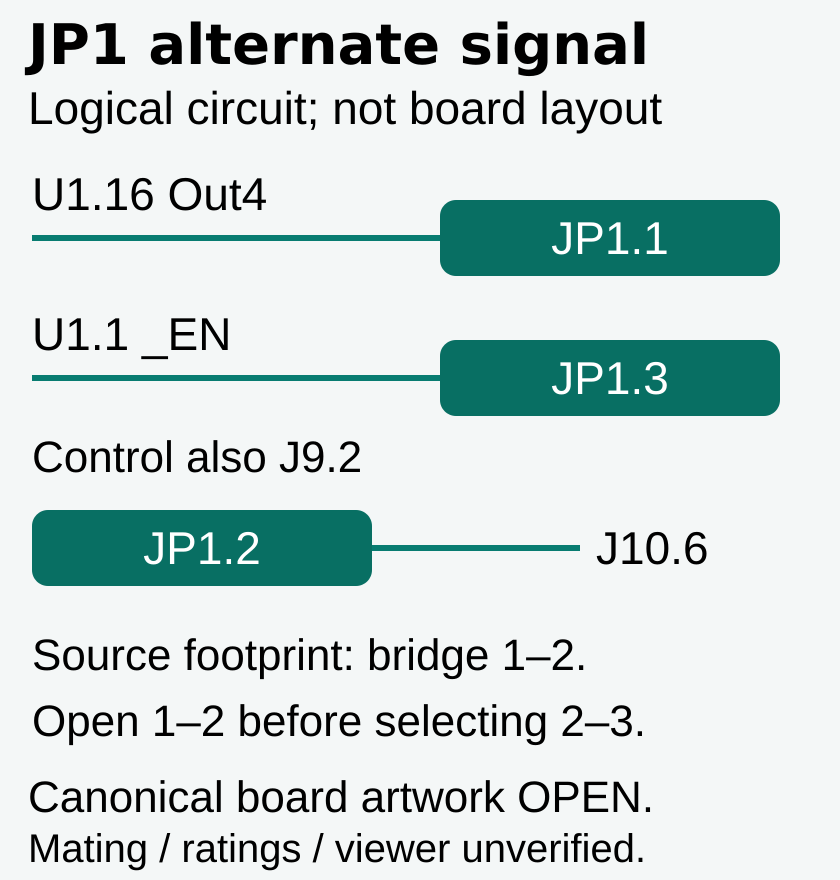 JP1 alternate signal
Logical circuit; not board layout
U1.16 Out4
JP1.1
U1.1 _EN
JP1.3
Control also J9.2
JP1.2
J10.6
Source footprint: bridge 1–2.
Open 1–2 before selecting 2–3.
Canonical board artwork OPEN.
Mating / ratings / viewer unverified.